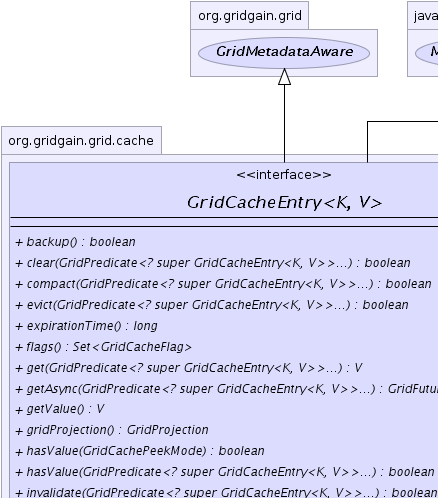 org.gridgain.grid
java
GridMetadataAware
org.gridgain.grid.cache
<<interface>>
GridCacheEntry<K, V>
+ backup() : boolean
+ clear(GridPredicate<? super GridCacheEntry<K, V>>...) : boolean
+ compact(GridPredicate<? super GridCacheEntry<K, V>>...) : boolean
+ evict(GridPredicate<? super GridCacheEntry<K, V>>...) : boolean
+ expirationTime() : long
+ flags() : Set<GridCacheFlag>
+ get(GridPredicate<? super GridCacheEntry<K, V>>...) : V
+ getAsync(GridPredicate<? super GridCacheEntry<K, V>>...) : GridFutur
+ getValue() : V
+ gridProjection() : GridProjection
+ hasValue(GridCachePeekMode) : boolean
+ hasValue(GridPredicate<? super GridCacheEntry<K, V>>...) : boolean
+ invalidate(GridPredicate<? super GridCacheEntry<K, V>>...) : boolean